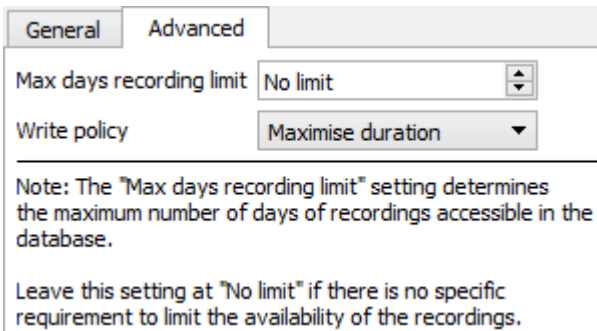 General Advanced
Max days recording limit No limit
Write policy Maximise duration
Note: The "Max days recording limit" setting determines
the maximum number of days of recordings accessible in the
database.
Leave this setting at "No limit" if there is no specific
requirement to limit the availability of the recordings.